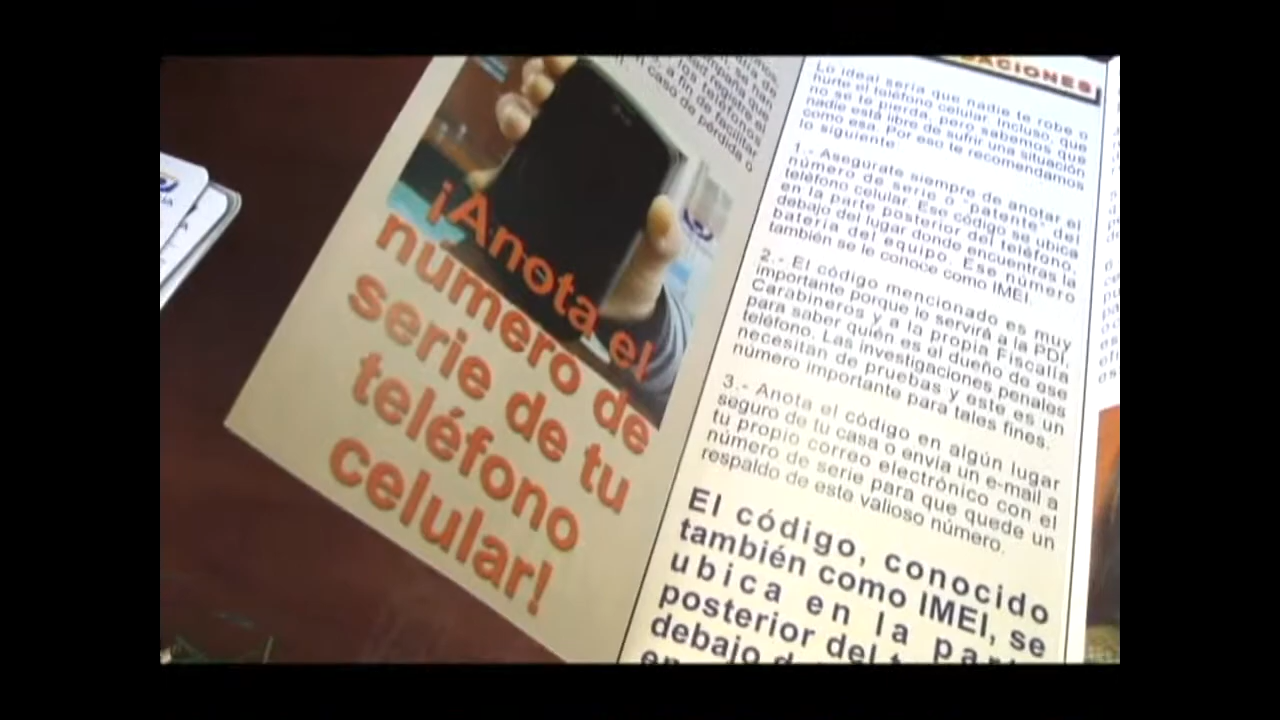 caso de pérdida o
¡Anota el
número de
serie de tu
teléfono
celular!
Lo ideal sería que nadie te robe o
hurte el teléfono celular. Incluso, que
no se te pierda, pero sabemos que
nadie está libre de sufrir una situación
como esa. Por eso te recomendamos
lo siguiente:
1.- Asegurate siempre de anotar el
número de serie o "patente" del
teléfono celular. Ese código se ubica
en la parte posterior del teléfono,
debajo del lugar donde encuentras la
batería del equipo. Ese número
también se le conoce como IMEI.
2.- El código mencionado es muy
importante porque le servirá a la PDI,
Carabineros y a la propia Fiscalía
para saber quién es el dueño de ese
teléfono. Las investigaciones penales
necesitan de pruebas y este es un
número importante para tales fines.
3.- Anota el código en algún lugar
seguro de tu casa o envía un e-mail a
tu propio correo electrónico con el
número de serie para que quede un
respaldo de este valioso número.
El código, conocido
también como IMEI, se
ubica en la
posterior del
debajo